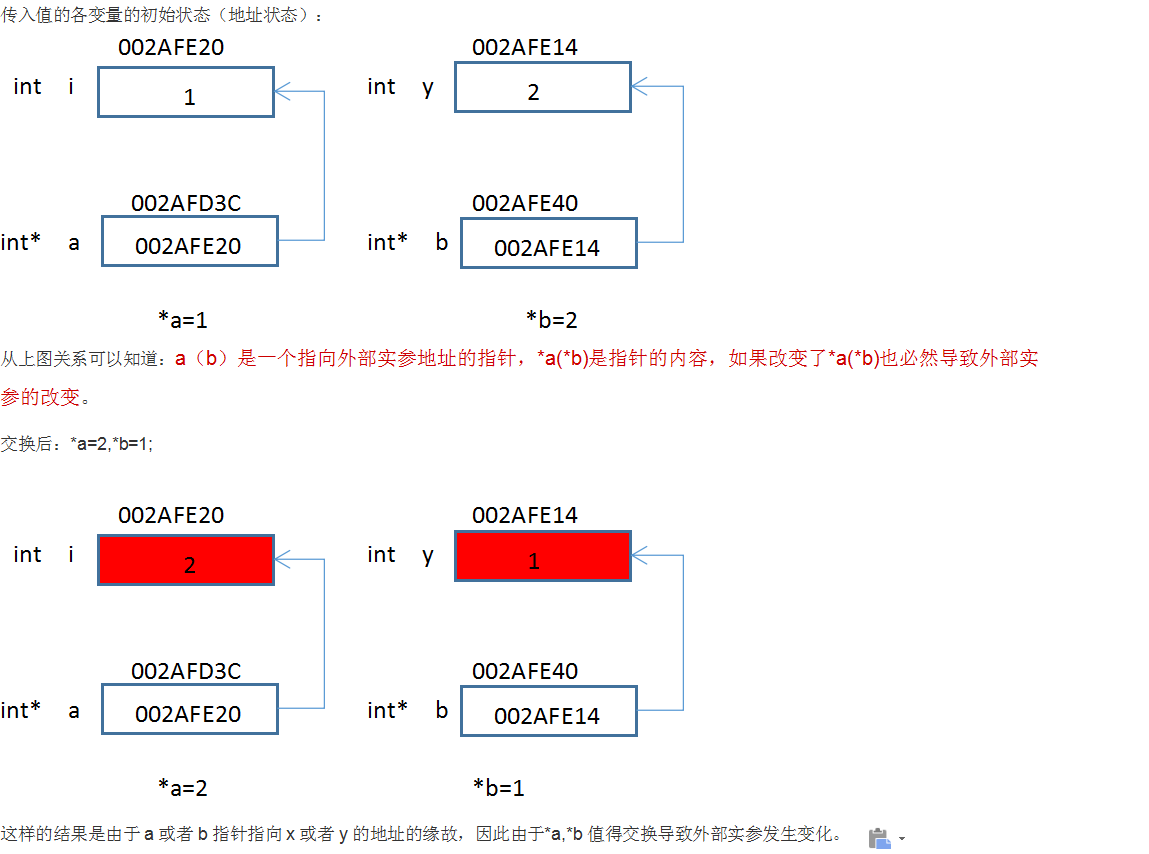 传入值的各变量的初始状态（地址状态）：
002AFE20 002AFE14
int i 1 int y 2
002AFD3C 002AFE40
int* a 002AFE20 int* b 002AFE14
*a=1 *b=2
从上图关系可以知道：a（b）是一个指向外部实参地址的指针，*a(*b)是指针的内容，如果改变了*a(*b)也必然导致外部实
参的改变。
交换后：*a=2,*b=1;
002AFE20 002AFE14
int i 2 int y 1
002AFD3C 002AFE40
int* a 002AFE20 int* b 002AFE14
*a=2 *b=1
这样的结果是由于 a 或者 b 指针指向 x 或者 y 的地址的缘故，因此由于*a,*b 值得交换导致外部实参发生变化。